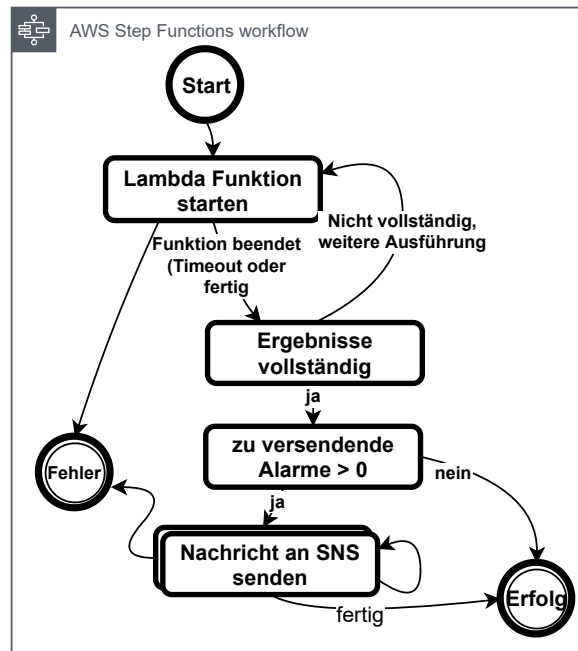 AWS Step Functions workflow
Start
Lambda Funktion
starten
Nicht vollständig,
weitere Ausführung
Funktion beendet
(Timeout oder
fertig
Ergebnisse
vollständig
ja
zu versendende
Alarme > 0
nein
Fehler
ja
Nachricht an SNS
senden
fertig
Erfolg